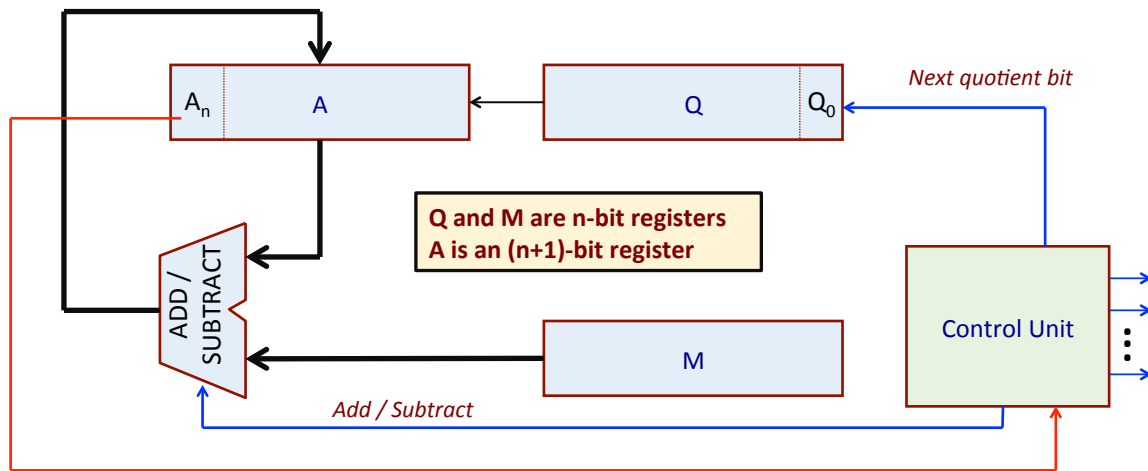 Next quotient bit
Aₙ
A
Q
Q₀
Q and M are n-bit registers
A is an (n+1)-bit register
ADD /
SUBTRACT
M
Control Unit
Add / Subtract